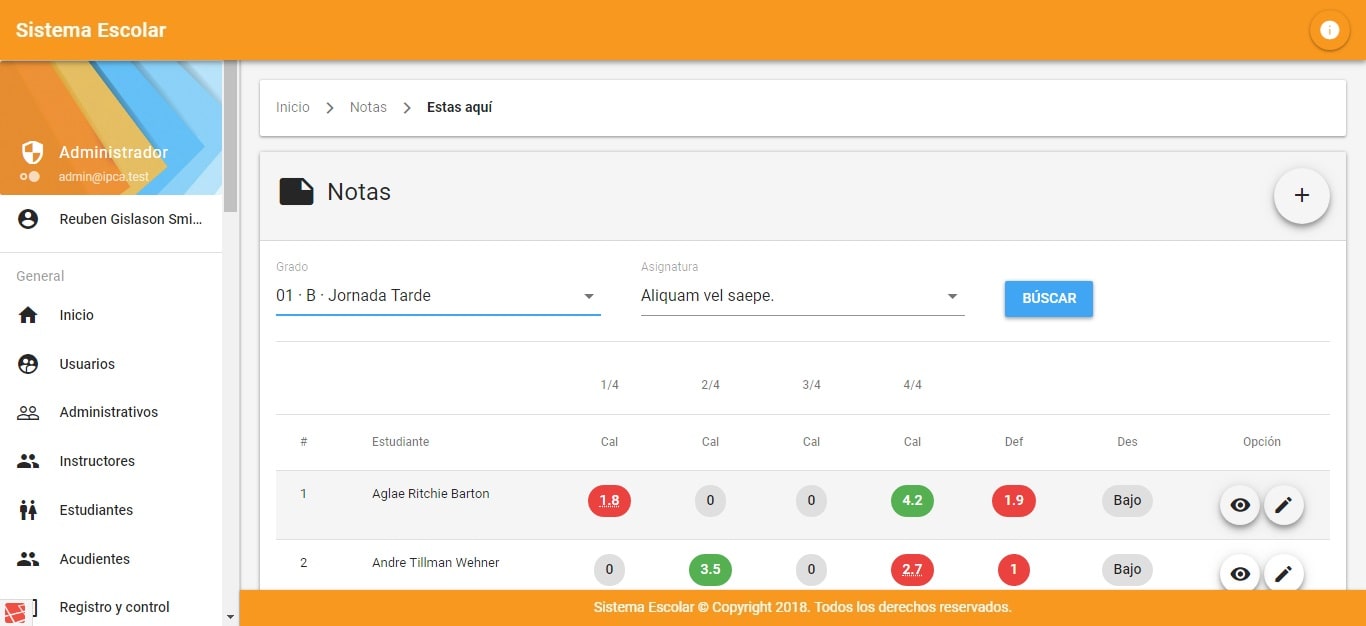 Sistema Escolar
Administrador
admin@ipca.test
Reuben Gislason Smi...
General
Inicio
Usuarios
Administrativos
Instructores
Estudiantes
Acudientes
Registro y control
Inicio Notas Estas aquí
Notas
Grado Asignatura
01 · B · Jornada Tarde Aliquam vel saepe. BÚSCAR
1/4 2/4 3/4 4/4
# Estudiante Cal Cal Cal Cal Def Des Opción
1 Aglae Ritchie Barton 1.8 0 0 4.2 1.9 Bajo
2 Andre Tillman Wehner 0 3.5 0 2.7 1 Bajo
Sistema Escolar © Copyright 2018. Todos los derechos reservados.